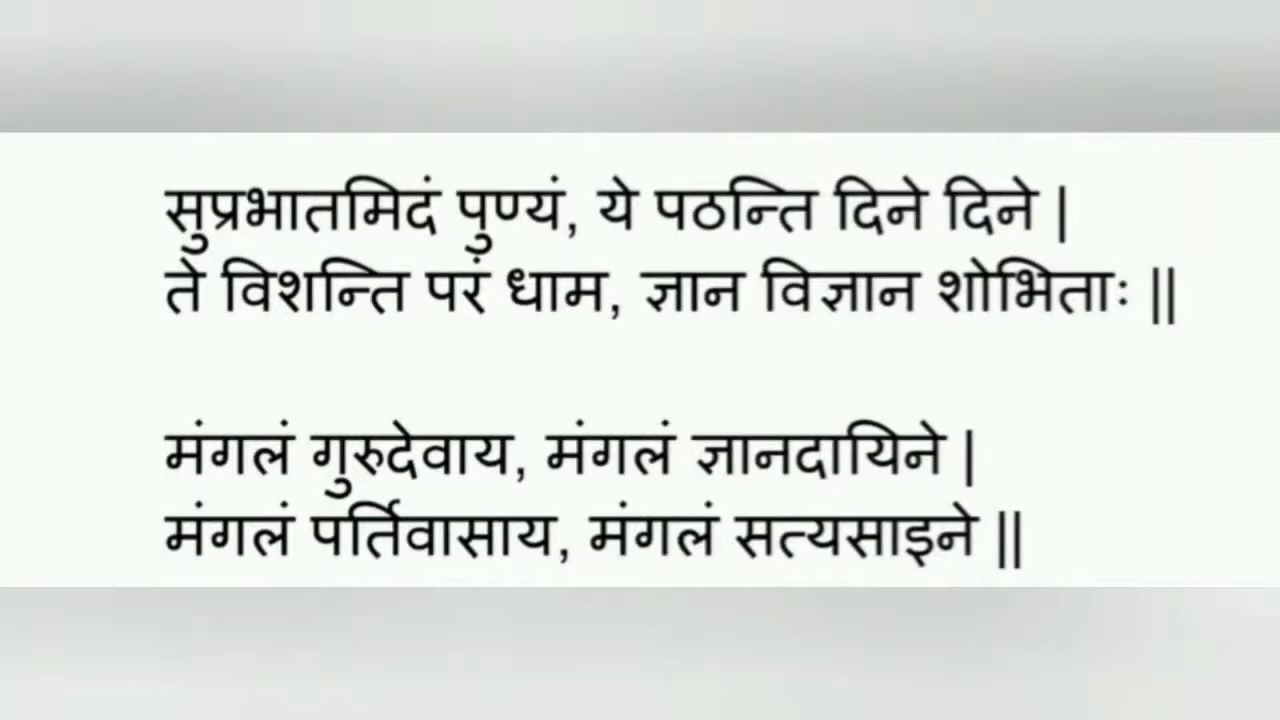 सुप्रभातमिदं पुण्यं, ये पठन्ति दिने दिने |
ते विशन्ति परं धाम, ज्ञान विज्ञान शोभिताः ||
मंगलं गुरुदेवाय, मंगलं ज्ञानदायिने |
मंगलं पर्तिवासाय, मंगलं सत्यसाइने ||